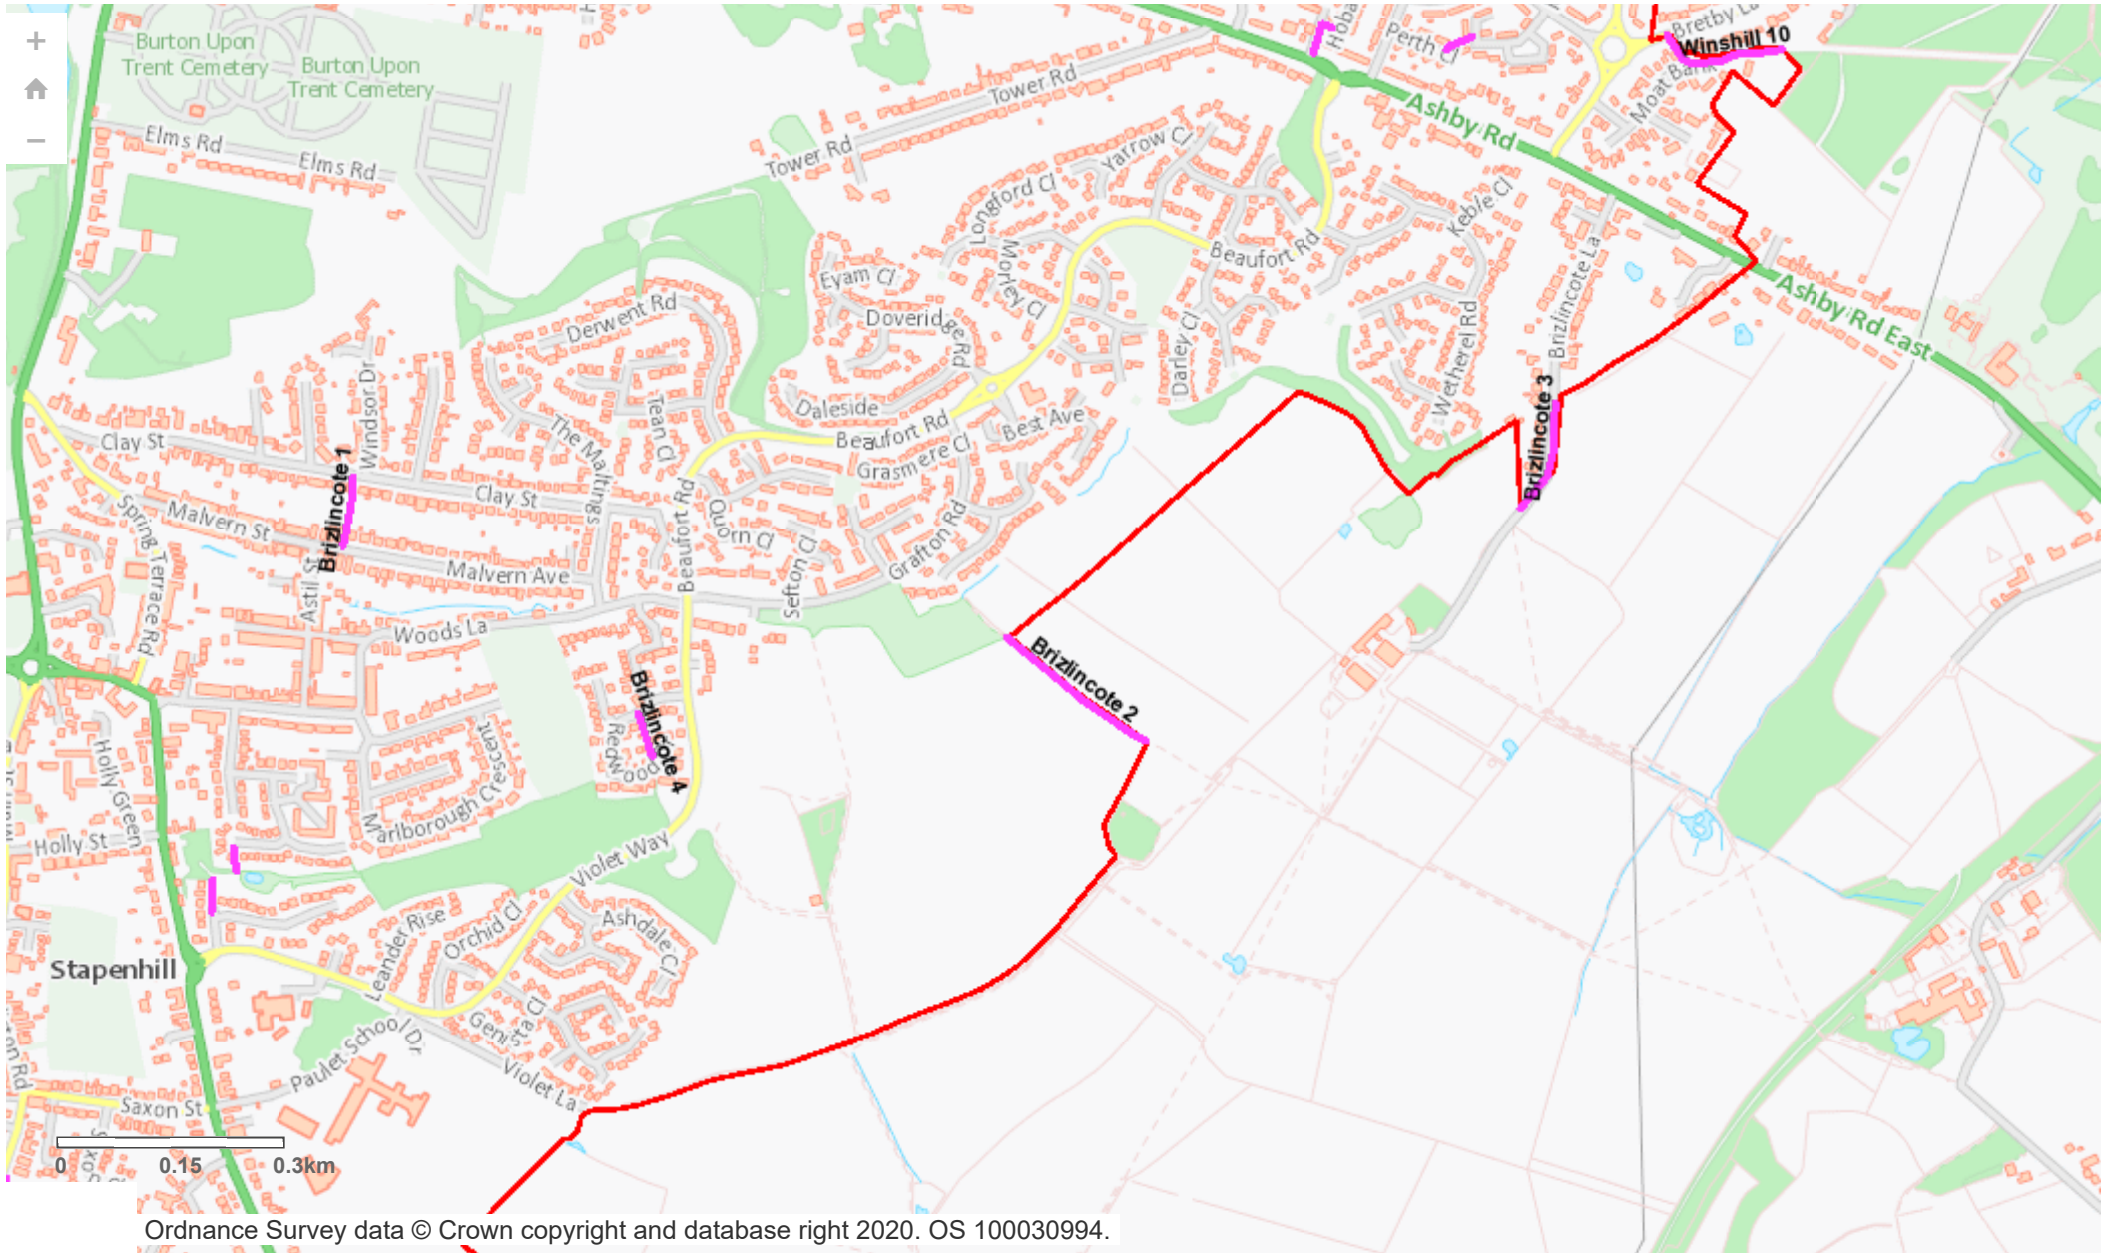 Burton Upon
Trent Cemetery
Burton Upon
Trent Cemetery
Elms Rd
Elms Rd
Tower Rd
Tower Rd
Perth Cl
Bretby La
Winshill 10
Moat Bank
Ashby Rd
Yarrow Cl
Longford Cl
Morley Cl
Keble Cl
Beaufort Rd
Brizlincote La
Ashby Rd East
Eyam Cl
Doveridge Rd
Derwent Rd
Darley Cl
Wetherel Rd
Windsor Dr
Tean Cl
The Maltings
Daleside
Beaufort Rd
Best Ave
Grasmere Cl
Brizlincote 3
Clay St
Brizlincote 1
Clay St
Spring Terrace Rd
Malvern St
Quorn Cl
Beaufort Rd
Sefton Cl
Grafton Rd
Malvern Ave
Astil St
Woods La
Brizlincote 2
Brizlincote 4
Redwood
Holly Green
Marlborough Crescent
Holly St
Violet Way
Leander Rise
Orchid Cl
Ashdale Cl
Stapenhill
Genista Cl
Paulet School Dr
Violet La
Saxon St
0 0.15 0.3km
Ordnance Survey data © Crown copyright and database right 2020. OS 100030994.